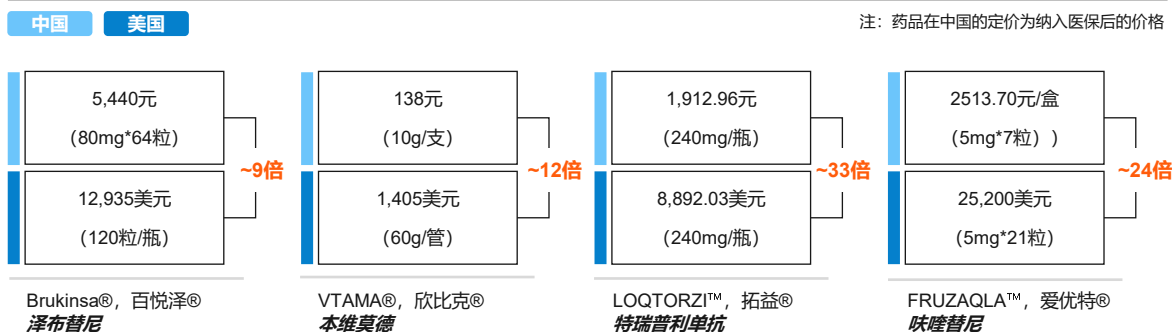 中国
美国
注：药品在中国的定价为纳入医保后的价格
5,440元
（80mg*64粒）
~9倍
12,935美元
（120粒/瓶）
Brukinsa®，百悦泽®
泽布替尼
138元
（10g/支）
~12倍
1,405美元
（60g/管）
VTAMA®，欣比克®
本维莫德
1,912.96元
（240mg/瓶）
~33倍
8,892.03美元
（240mg/瓶）
LOQTORZI™，拓益®
特瑞普利单抗
2513.70元/盒
（5mg*7粒））
~24倍
25,200美元
（5mg*21粒）
FRUZAQLA™，爱优特®
呋喹替尼